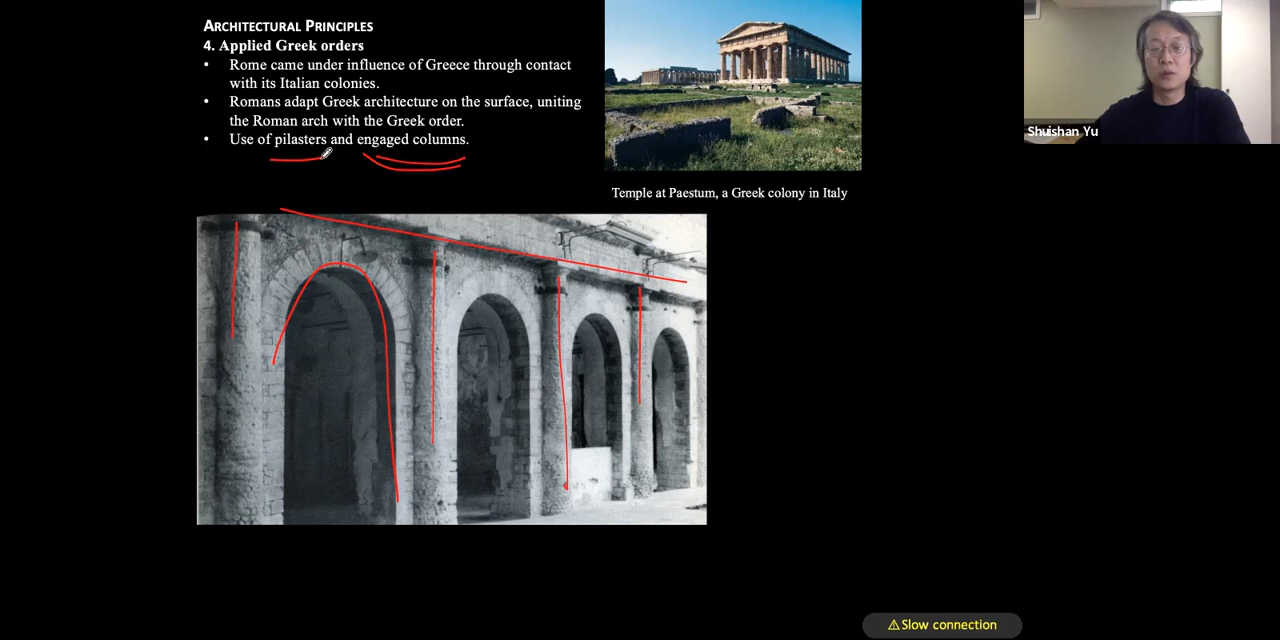 ARCHITECTURAL PRINCIPLES
4. Applied Greek orders
• Rome came under influence of Greece through contact
with its Italian colonies.
• Romans adapt Greek architecture on the surface, uniting
the Roman arch with the Greek order.
• Use of pilasters and engaged columns.
Temple at Paestum, a Greek colony in Italy
Shuishan Yu
⚠Slow connection